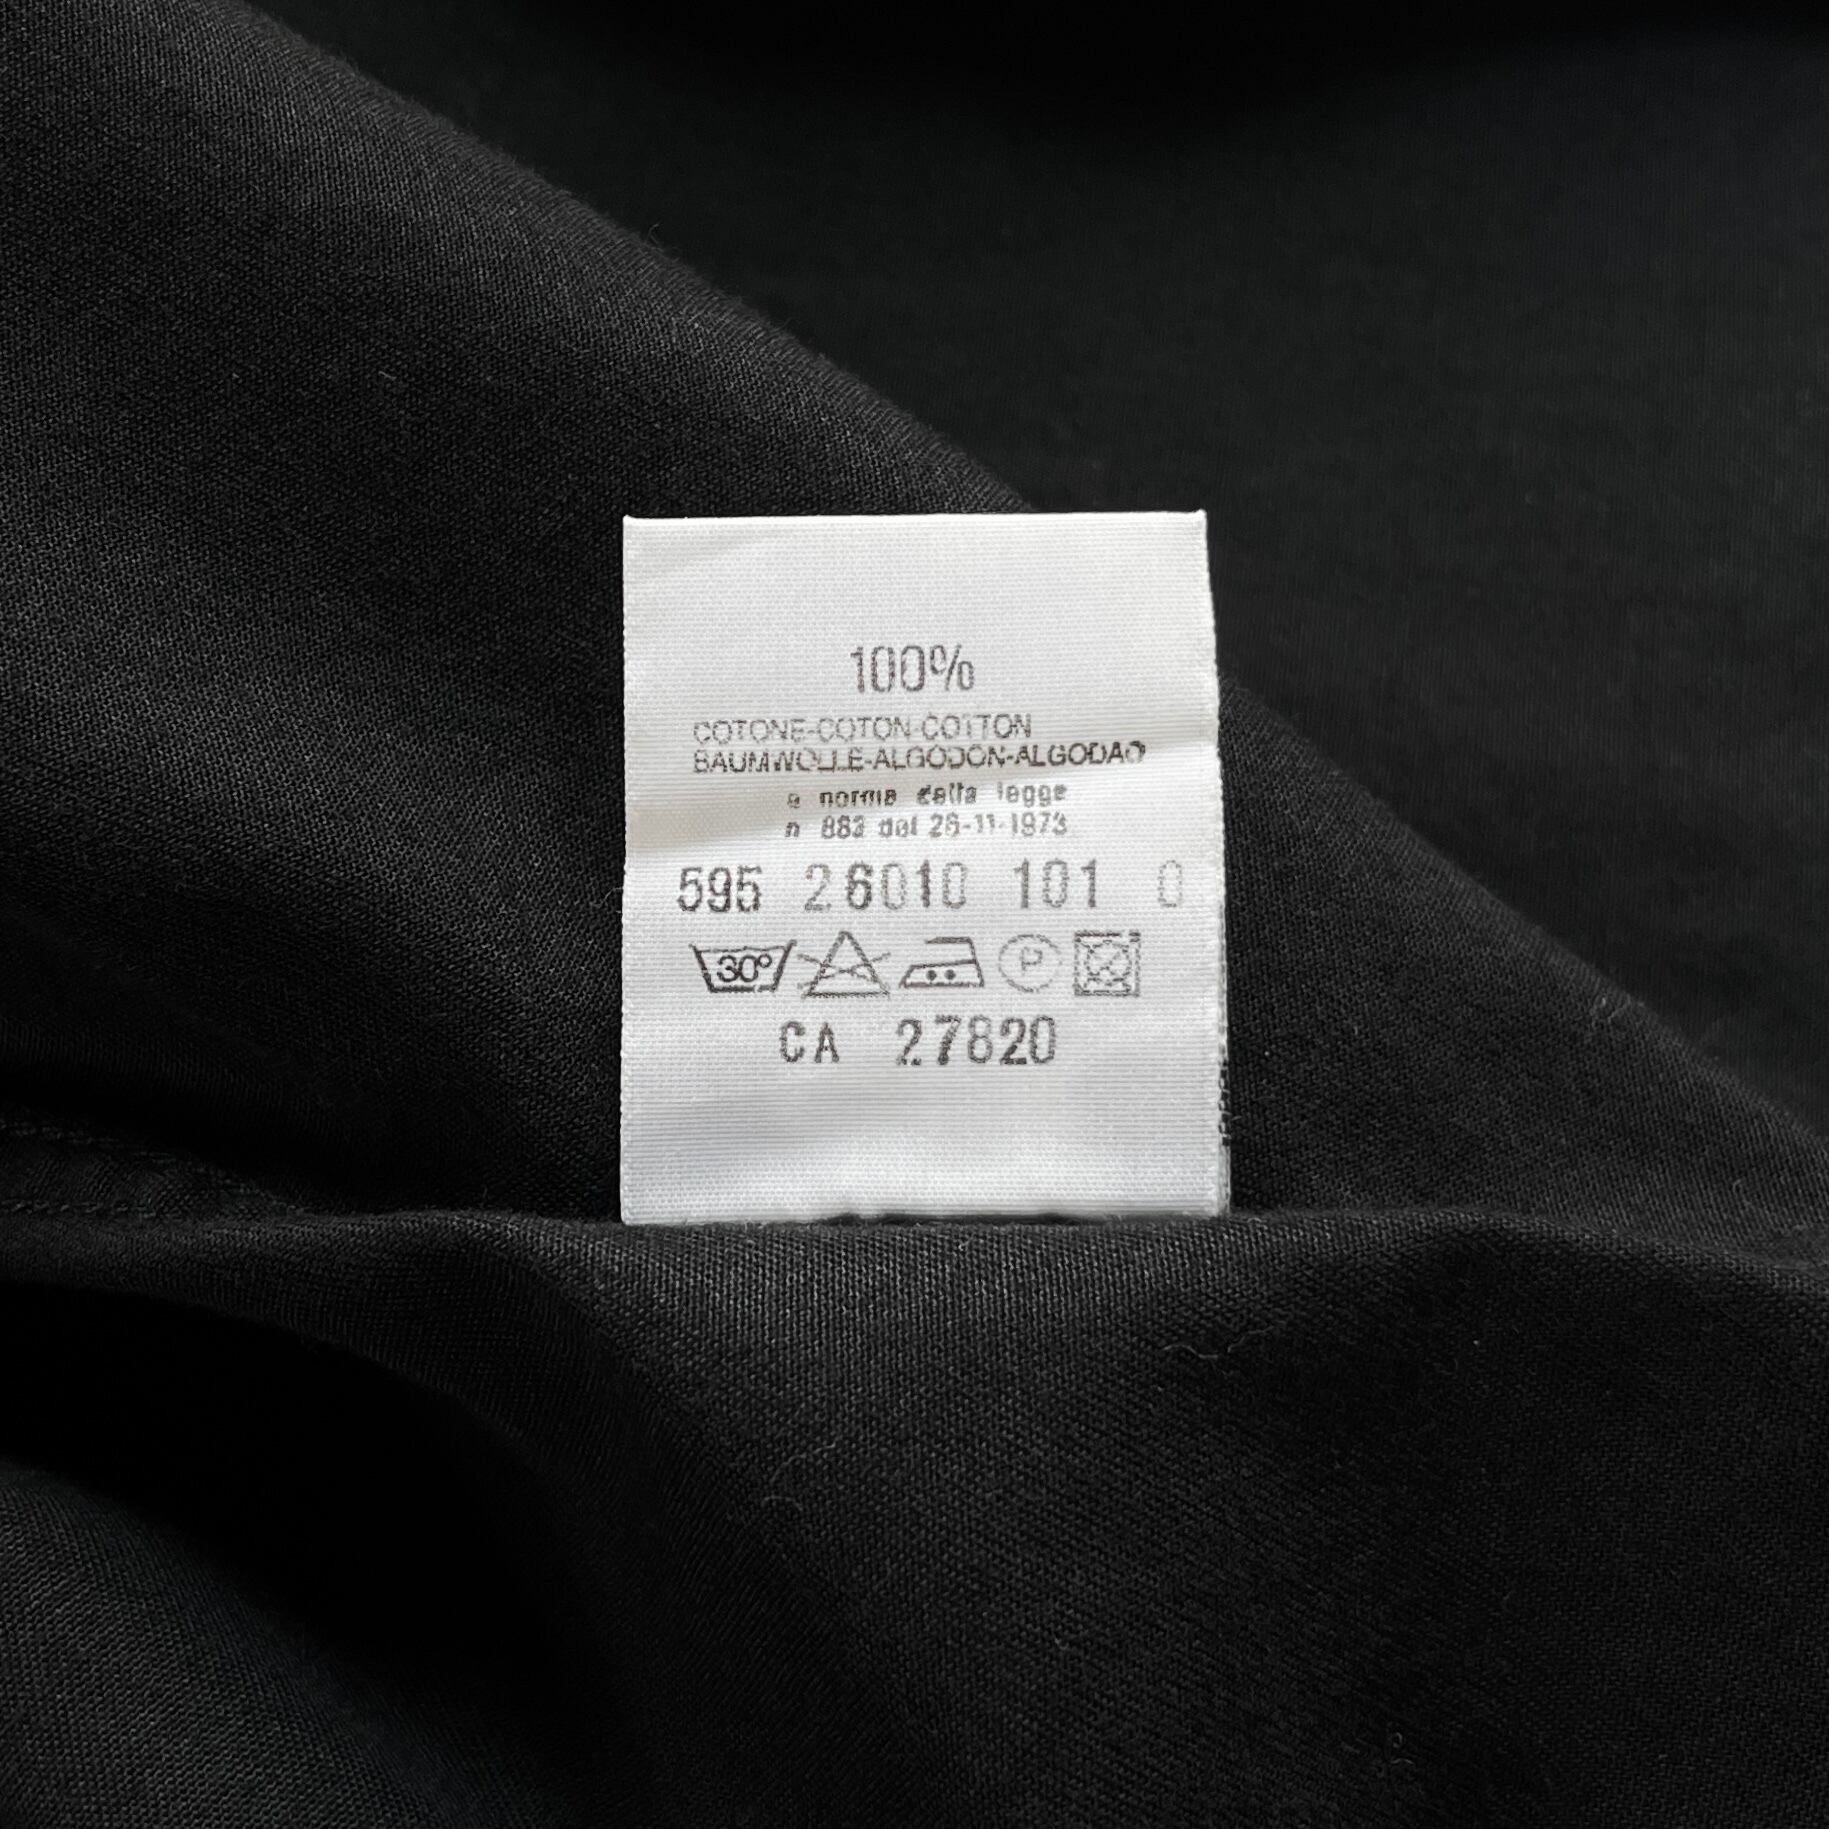 100%
COTONE-COTON-COTTON
BAUMWOLLE-ALGODON-ALGODAO
a norma della legge
n 883 del 26-11-1973
595 26010 101 0
30° P
CA 27820